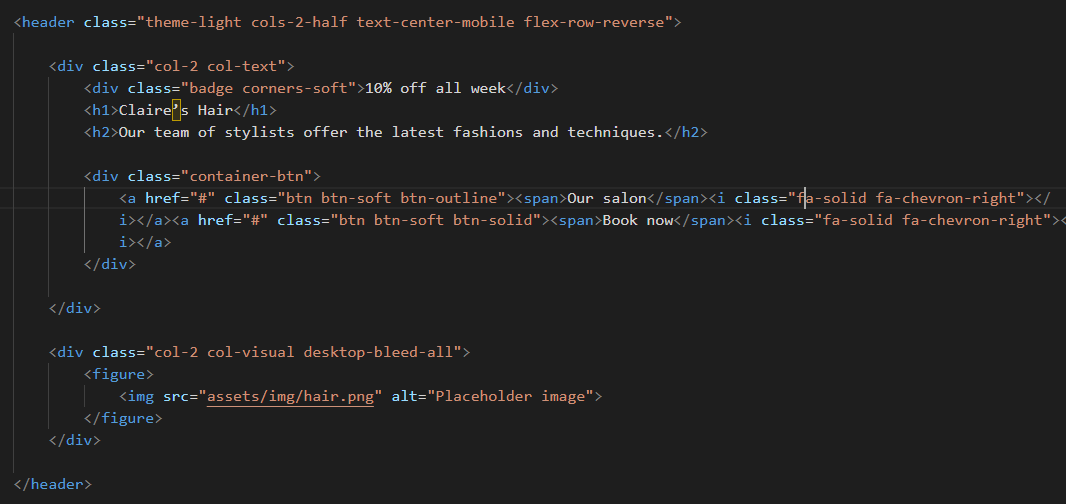 <header class="theme-light cols-2-half text-center-mobile flex-row-reverse">
<div class="col-2 col-text">
<div class="badge corners-soft">10% off all week</div>
<h1>Claire’s Hair</h1>
<h2>Our team of stylists offer the latest fashions and techniques.</h2>
<div class="container-btn">
<a href="#" class="btn btn-soft btn-outline"><span>Our salon</span><i class="fa-solid fa-chevron-right"></
i></a><a href="#" class="btn btn-soft btn-solid"><span>Book now</span><i class="fa-solid fa-chevron-right"><
i></a>
</div>
</div>
<div class="col-2 col-visual desktop-bleed-all">
<figure>
<img src="assets/img/hair.png" alt="Placeholder image">
</figure>
</div>
</header>